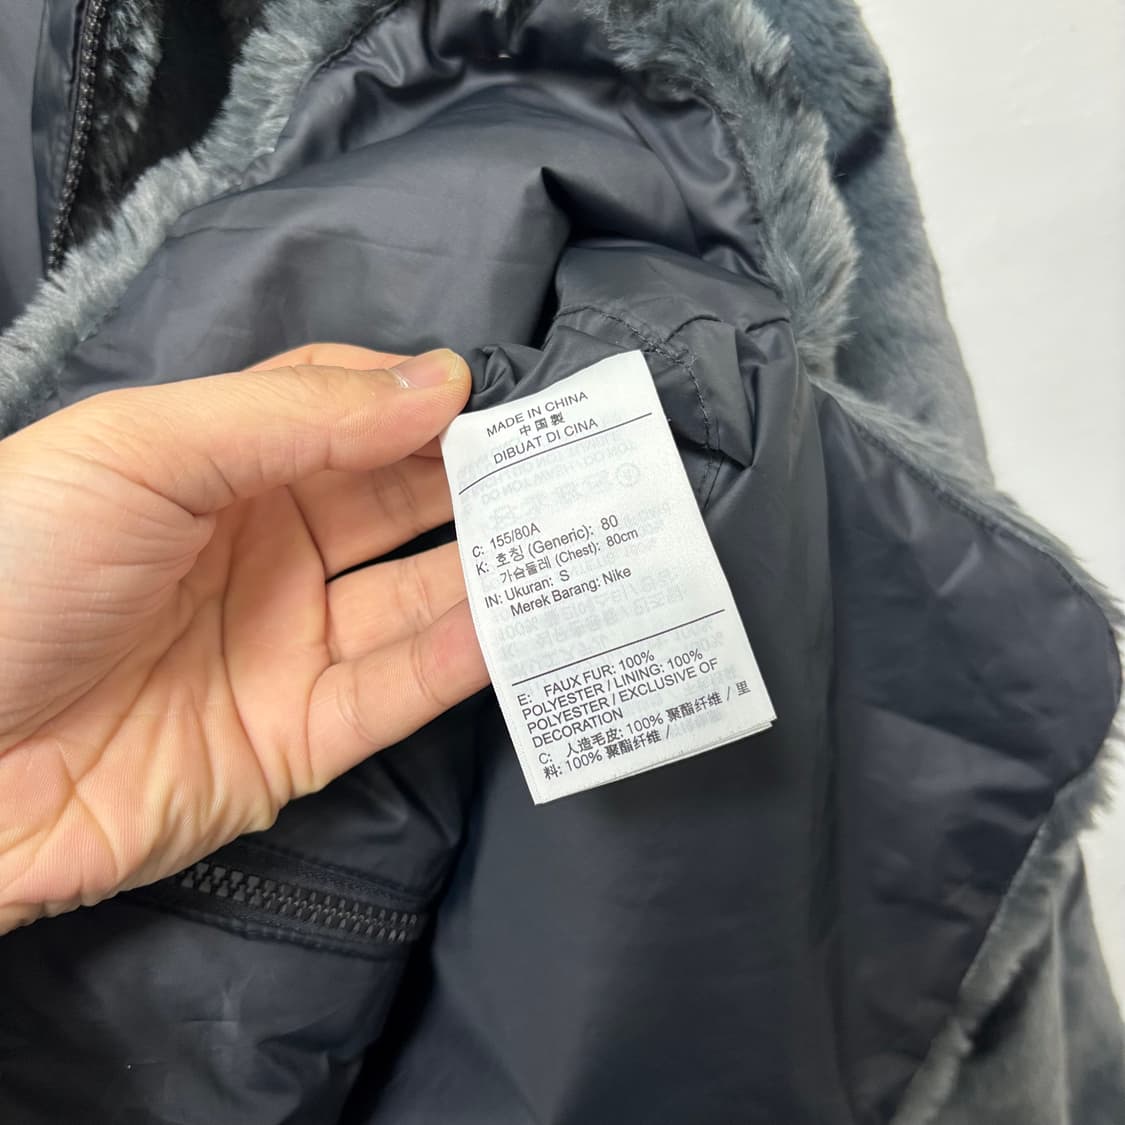 MADE IN CHINA
中国製
DIBUAT DI CINA
C: 155/80A
K: 호칭 (Generic): 80
가슴둘레 (Chest): 80cm
IN: Ukuran: S
Merek Barang: Nike
E: FAUX FUR: 100%
POLYESTER / LINING: 100%
POLYESTER / EXCLUSIVE OF
DECORATION
C: 人造毛皮: 100% 聚酯纤维 / 里
料: 100% 聚酯纤维 /